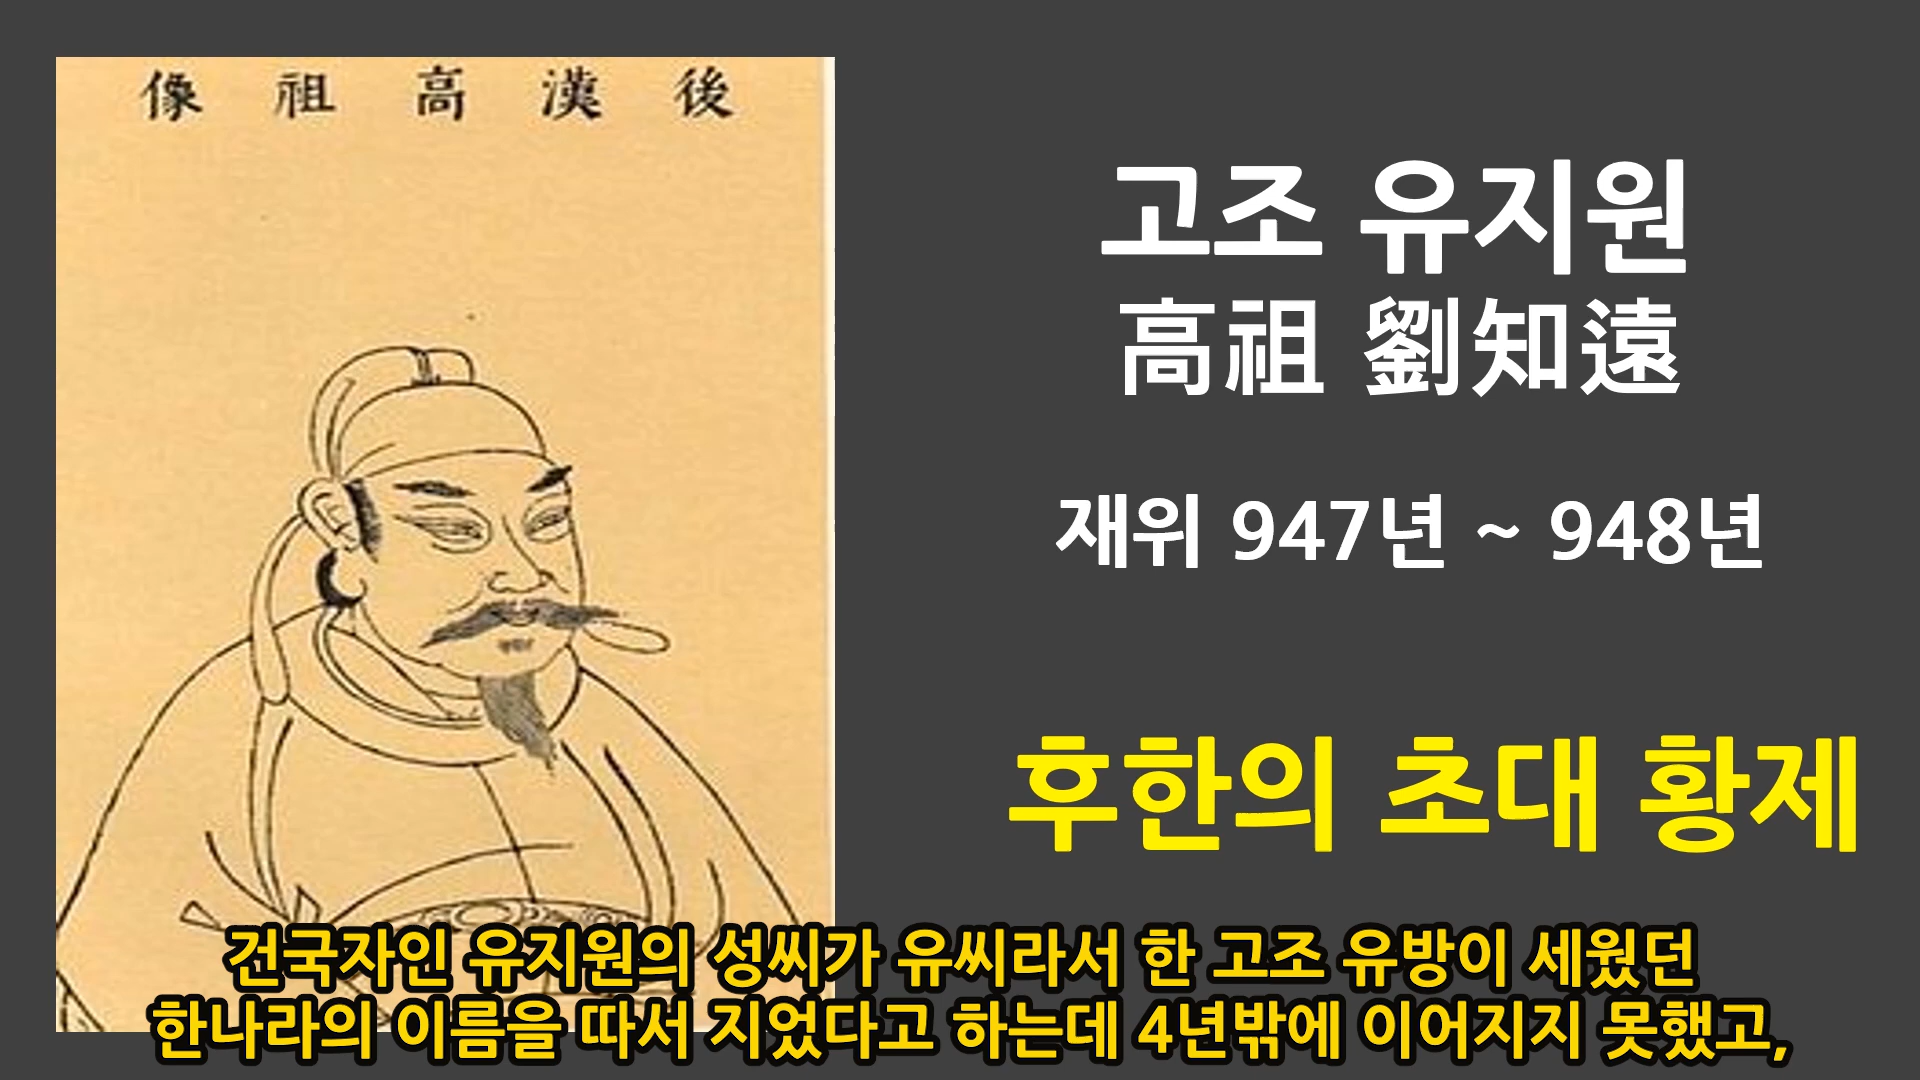 後漢高祖像
고조 유지원
高祖 劉知遠
재위 947년 ~ 948년
후한의 초대 황제
건국자인 유지원의 성씨가 유씨라서 한 고조 유방이 세웠던
한나라의 이름을 따서 지었다고 하는데 4년밖에 이어지지 못했고,